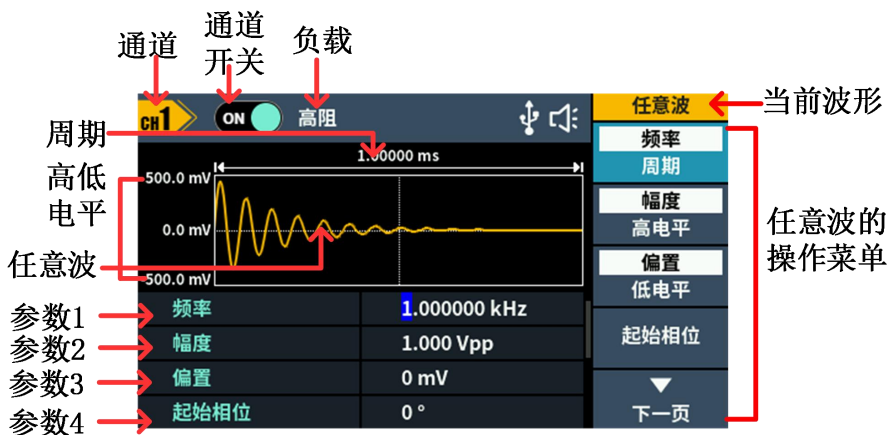 通道
通道
开关
负载
当前波形
CH1
ON
高阻
任意波
周期
1.00000 ms
频率
周期
高低
电平
500.0 mV
0.0 mV
-500.0 mV
幅度
高电平
任意波的
操作菜单
任意波
偏置
低电平
参数1
频率
1.000000 kHz
起始相位
参数2
幅度
1.000 Vpp
参数3
偏置
0 mV
参数4
起始相位
0 °
下一页